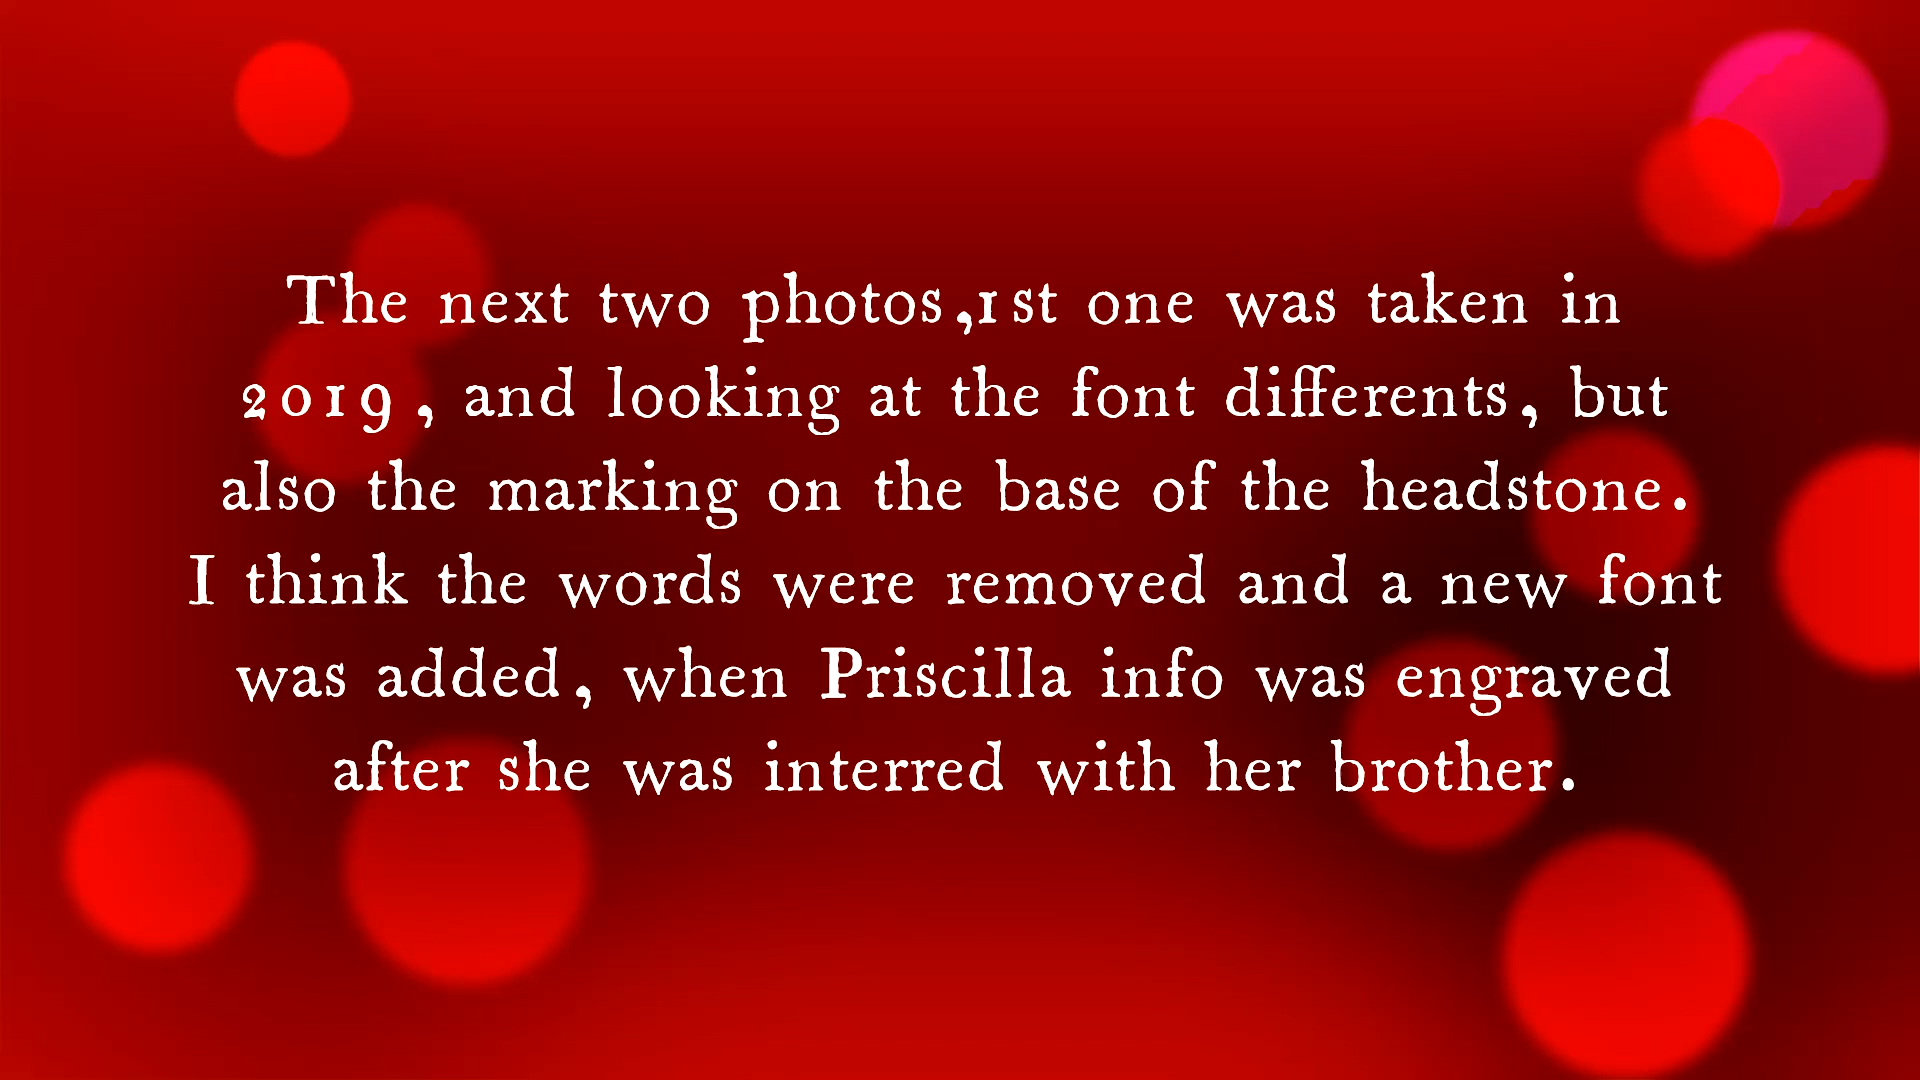 The next two photos,1st one was taken in
2019 , and looking at the font differents, but
also the marking on the base of the headstone.
I think the words were removed and a new font
was added, when Priscilla info was engraved
after she was interred with her brother.